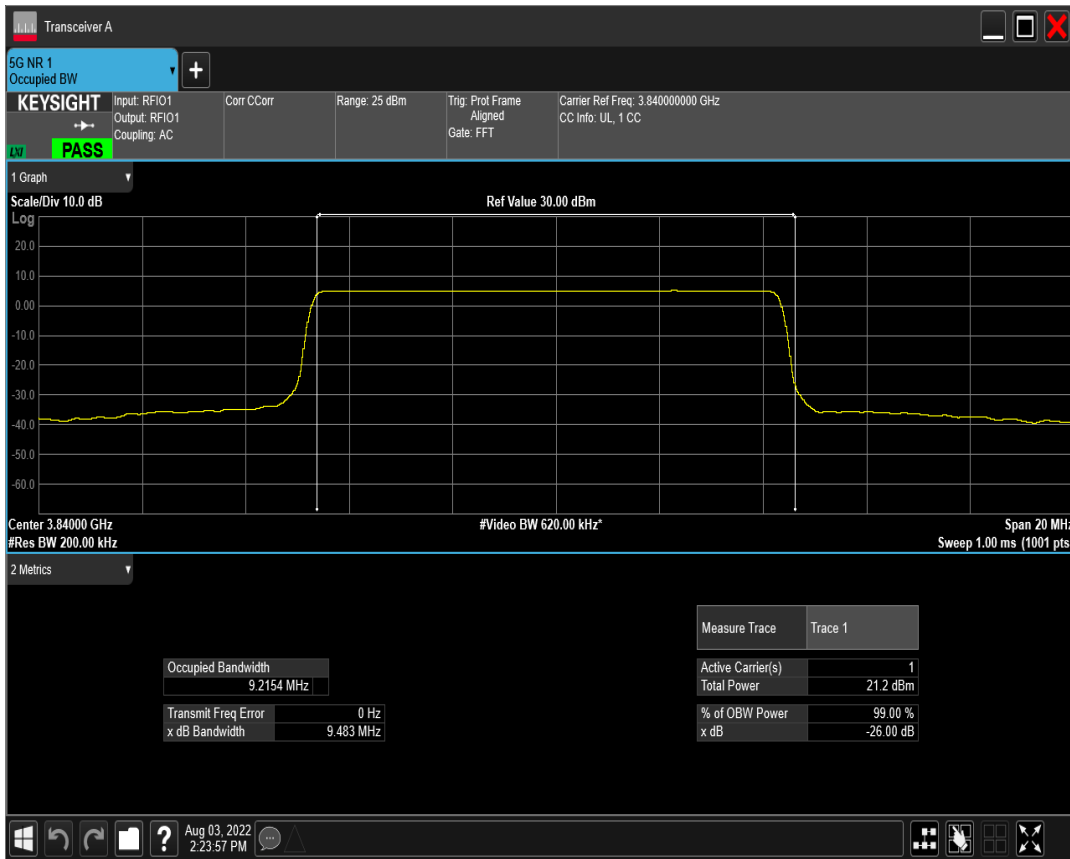 Transceiver A
5G NR 1
Occupied BW
+
KEYSIGHT
LXI
PASS
Input: RFIO1
Output: RFIO1
Coupling: AC
Corr CCorr
Range: 25 dBm
Trig: Prot Frame
Aligned
Gate: FFT
Carrier Ref Freq: 3.840000000 GHz
CC Info: UL, 1 CC
1 Graph
Scale/Div 10.0 dB
Ref Value 30.00 dBm
Log
20.0
10.0
0.00
-10.0
-20.0
-30.0
-40.0
-50.0
-60.0
Center 3.84000 GHz
#Video BW 620.00 kHz*
Span 20 MHz
#Res BW 200.00 kHz
Sweep 1.00 ms (1001 pts
2 Metrics
Measure Trace Trace 1
Occupied Bandwidth
9.2154 MHz
Active Carrier(s) 1
Total Power 21.2 dBm
Transmit Freq Error 0 Hz
x dB Bandwidth 9.483 MHz
% of OBW Power 99.00 %
x dB -26.00 dB
?
Aug 03, 2022
2:23:57 PM